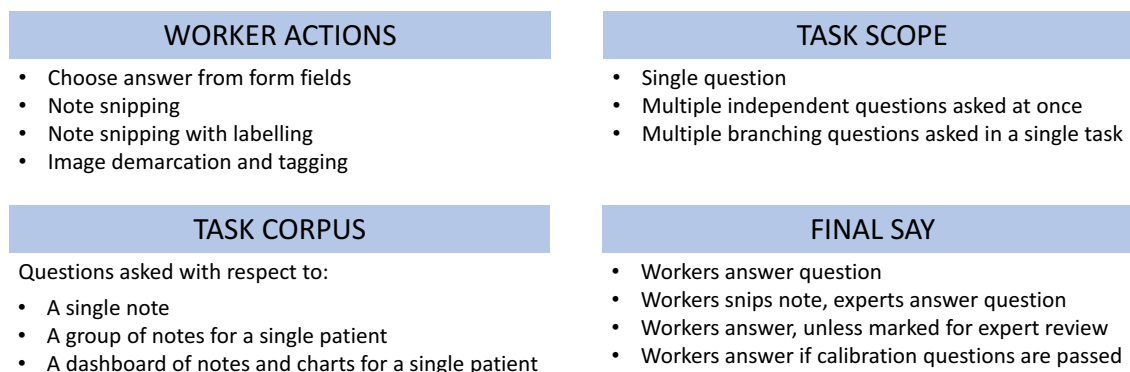 WORKER ACTIONS
• Choose answer from form fields
• Note snipping
• Note snipping with labelling
• Image demarcation and tagging
TASK SCOPE
• Single question
• Multiple independent questions asked at once
• Multiple branching questions asked in a single task
TASK CORPUS
Questions asked with respect to:
• A single note
• A group of notes for a single patient
• A dashboard of notes and charts for a single patient
FINAL SAY
• Workers answer question
• Workers snips note, experts answer question
• Workers answer, unless marked for expert review
• Workers answer if calibration questions are passed